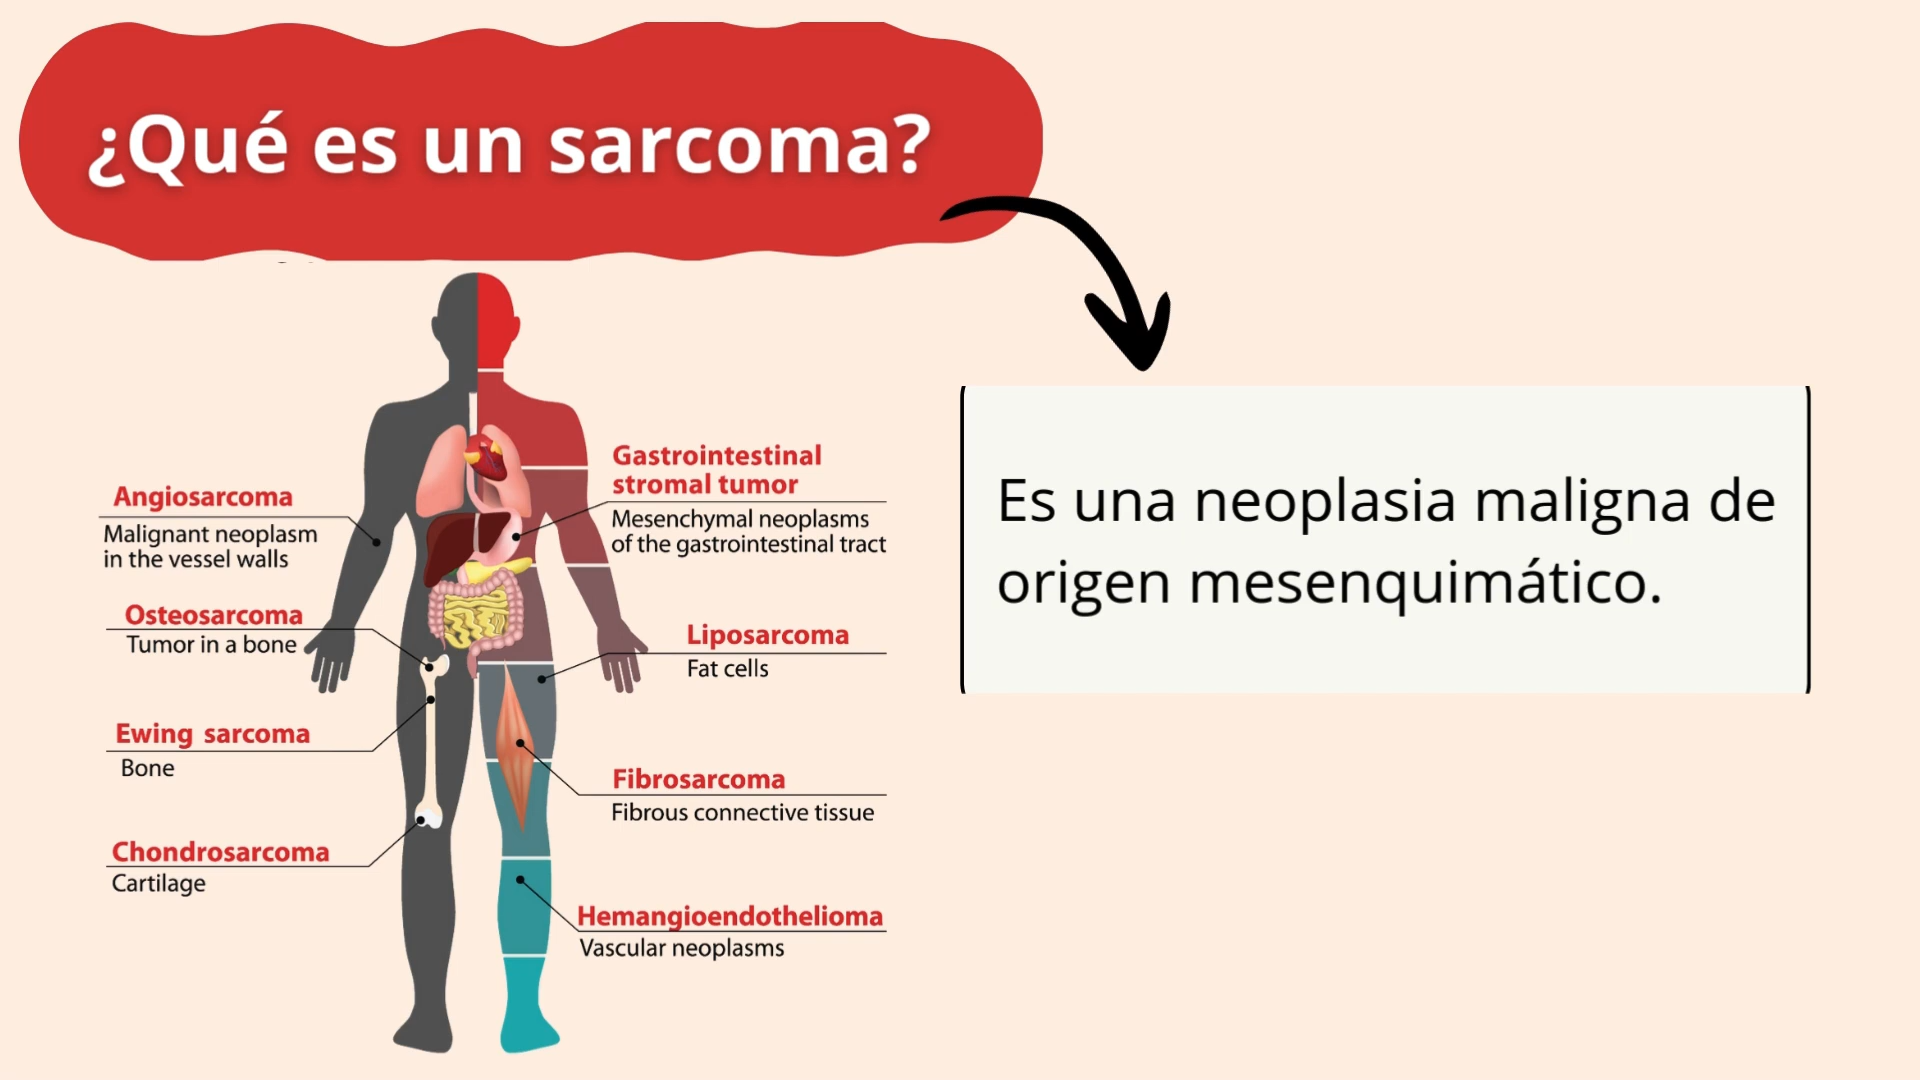 ¿Qué es un sarcoma?
Angiosarcoma
Malignant neoplasm
in the vessel walls
Osteosarcoma
Tumor in a bone
Ewing sarcoma
Bone
Chondrosarcoma
Cartilage
Gastrointestinal
stromal tumor
Mesenchymal neoplasms
of the gastrointestinal tract
Liposarcoma
Fat cells
Fibrosarcoma
Fibrous connective tissue
Hemangioendothelioma
Vascular neoplasms
Es una neoplasia maligna de
origen mesenquimático.